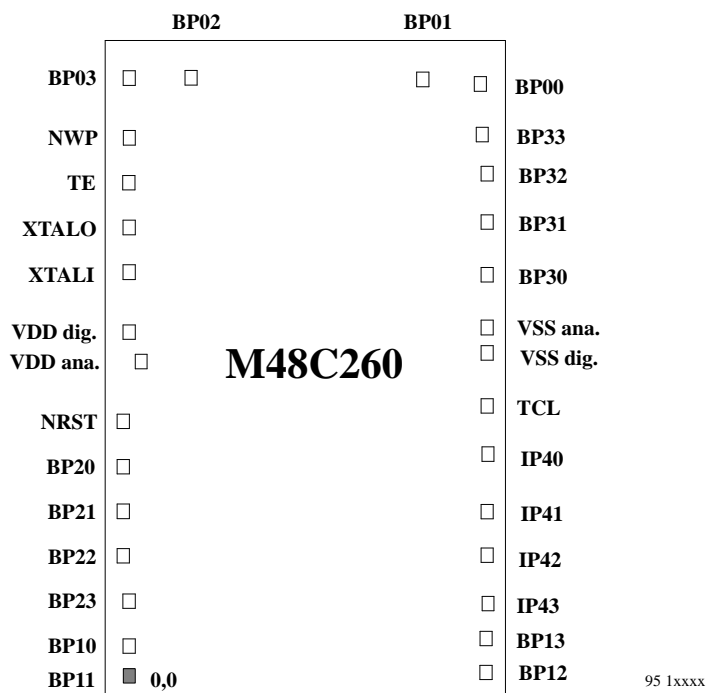 BP02 BP01
BP03 BP00
NWP BP33
TE BP32
XTALO BP31
XTALI BP30
VDD dig. VSS ana.
VDD ana. M48C260 VSS dig.
NRST TCL
BP20 IP40
BP21 IP41
BP22 IP42
BP23 IP43
BP10 BP13
BP11 0,0 BP12 95 1xxxx